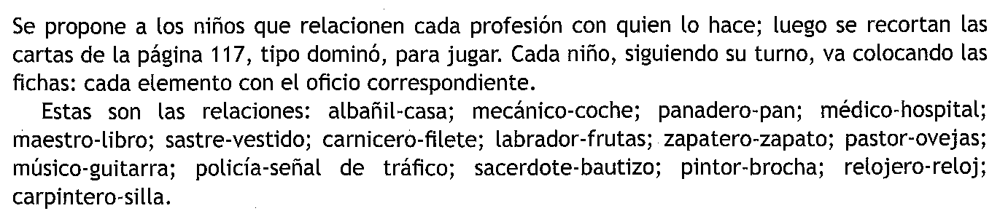 Se propone a los niños que relacionen cada profesión con quien lo hace; luego se recortan las
cartas de la página 117, tipo dominó, para jugar. Cada niño, siguiendo su turno, va colocando las
fichas: cada elemento con el oficio correspondiente.
Estas son las relaciones: albañil-casa; mecánico-coche; panadero-pan; médico-hospital;
maestro-libro; sastre-vestido; carnicero-filete; labrador-frutas; zapatero-zapato; pastor-ovejas;
músico-guitarra; policía-señal de tráfico; sacerdote-bautizo; pintor-brocha; relojero-reloj;
carpintero-silla.